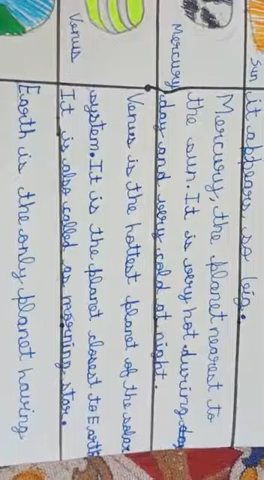 Sun
it appears so big.
Mercury
Mercury, the planet nearest to
the sun. It is very hot during
day and very cold at night.
Venus
Venus is the hottest planet of the solar
system. It is the planet closest to Earth
It is also called as morning star.
Earth is the only planet having